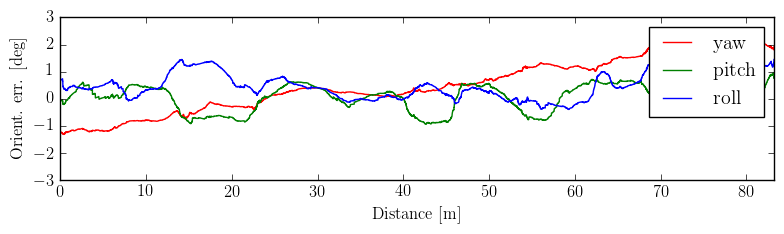 Orient. err. [deg]
3
2
1
0
−1
−2
−3
0 10 20 30 40 50 60 70 80
Distance [m]
yaw
pitch
roll